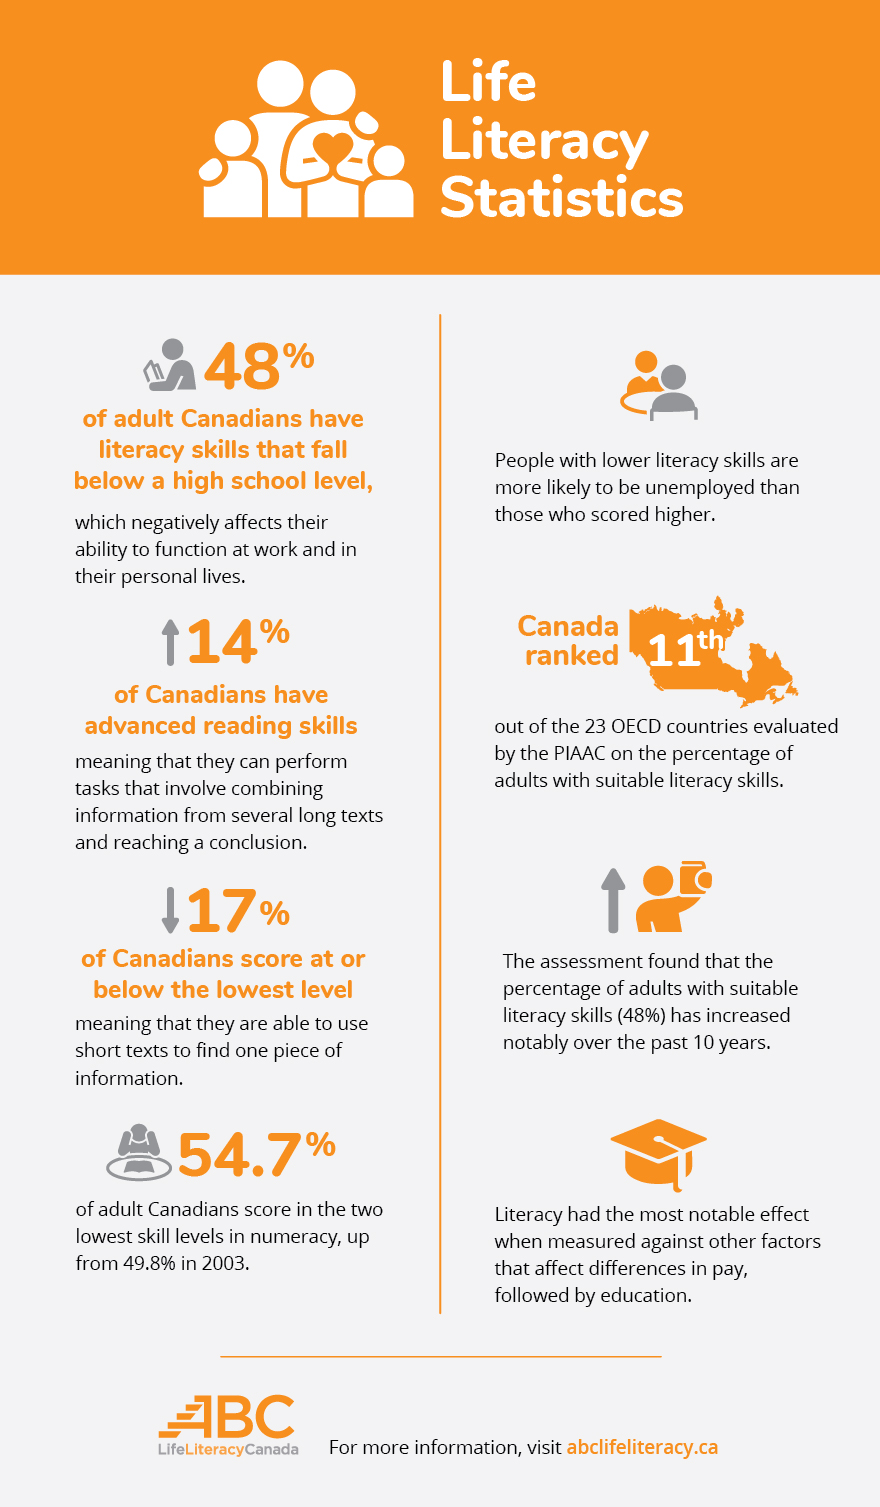 Life
Literacy
Statistics
48%
of adult Canadians have
literacy skills that fall
below a high school level,
which negatively affects their
ability to function at work and in
their personal lives.
14%
of Canadians have
advanced reading skills
meaning that they can perform
tasks that involve combining
information from several long texts
and reaching a conclusion.
17%
of Canadians score at or
below the lowest level
meaning that they are able to use
short texts to find one piece of
information.
54.7%
of adult Canadians score in the two
lowest skill levels in numeracy, up
from 49.8% in 2003.
People with lower literacy skills are
more likely to be unemployed than
those who scored higher.
Canada
ranked
11th
out of the 23 OECD countries evaluated
by the PIAAC on the percentage of
adults with suitable literacy skills.
The assessment found that the
percentage of adults with suitable
literacy skills (48%) has increased
notably over the past 10 years.
Literacy had the most notable effect
when measured against other factors
that affect differences in pay,
followed by education.
ABC
LifeLiteracyCanada
For more information, visit abclifeliteracy.ca